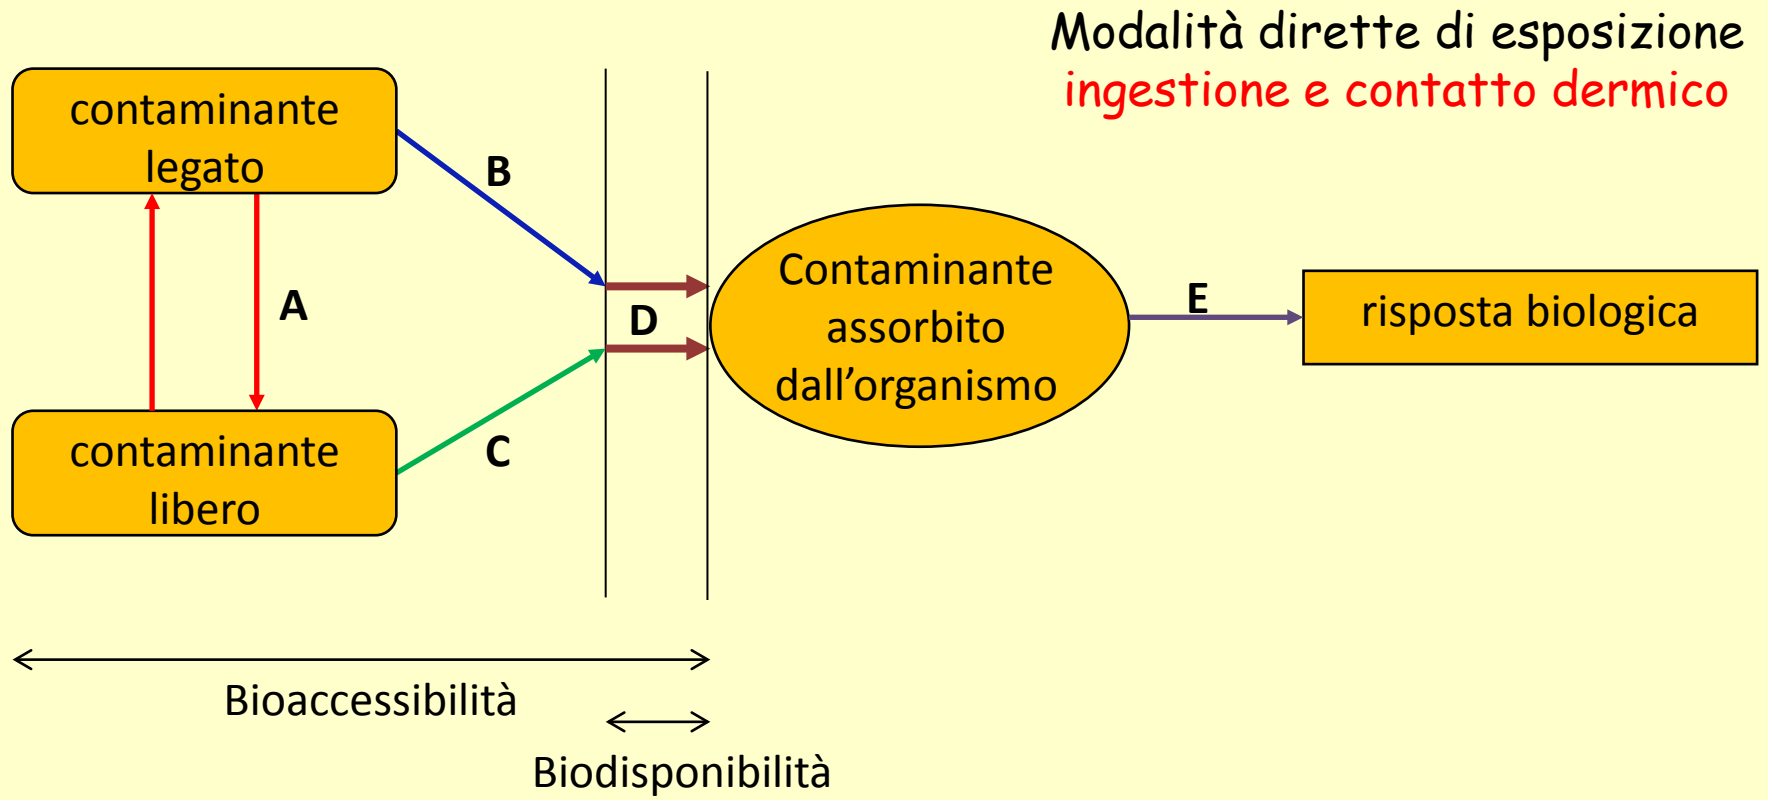 Modalità dirette di esposizione
ingestione e contatto dermico
contaminante
legato
B
A
contaminante
libero
C
D
Contaminante
assorbito
dall'organismo
E
risposta biologica
Bioaccessibilità
Biodisponibilità